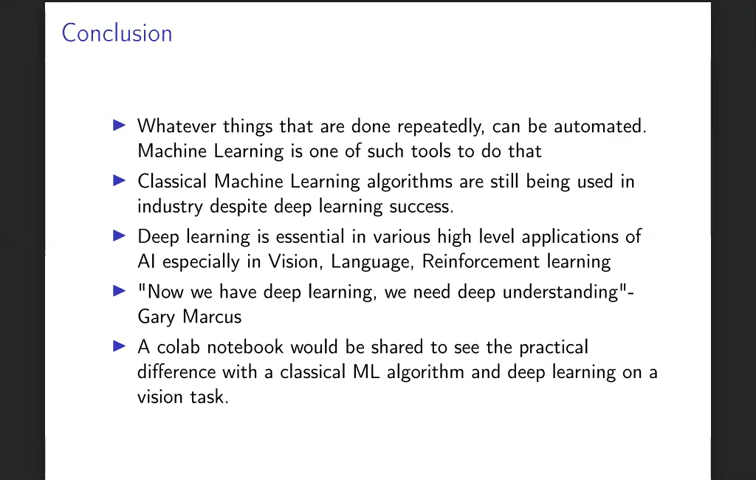 Conclusion
Whatever things that are done repeatedly, can be automated.
Machine Learning is one of such tools to do that
Classical Machine Learning algorithms are still being used in
industry despite deep learning success.
Deep learning is essential in various high level applications of
AI especially in Vision, Language, Reinforcement learning
"Now we have deep learning, we need deep understanding"-
Gary Marcus
A colab notebook would be shared to see the practical
difference with a classical ML algorithm and deep learning on a
vision task.